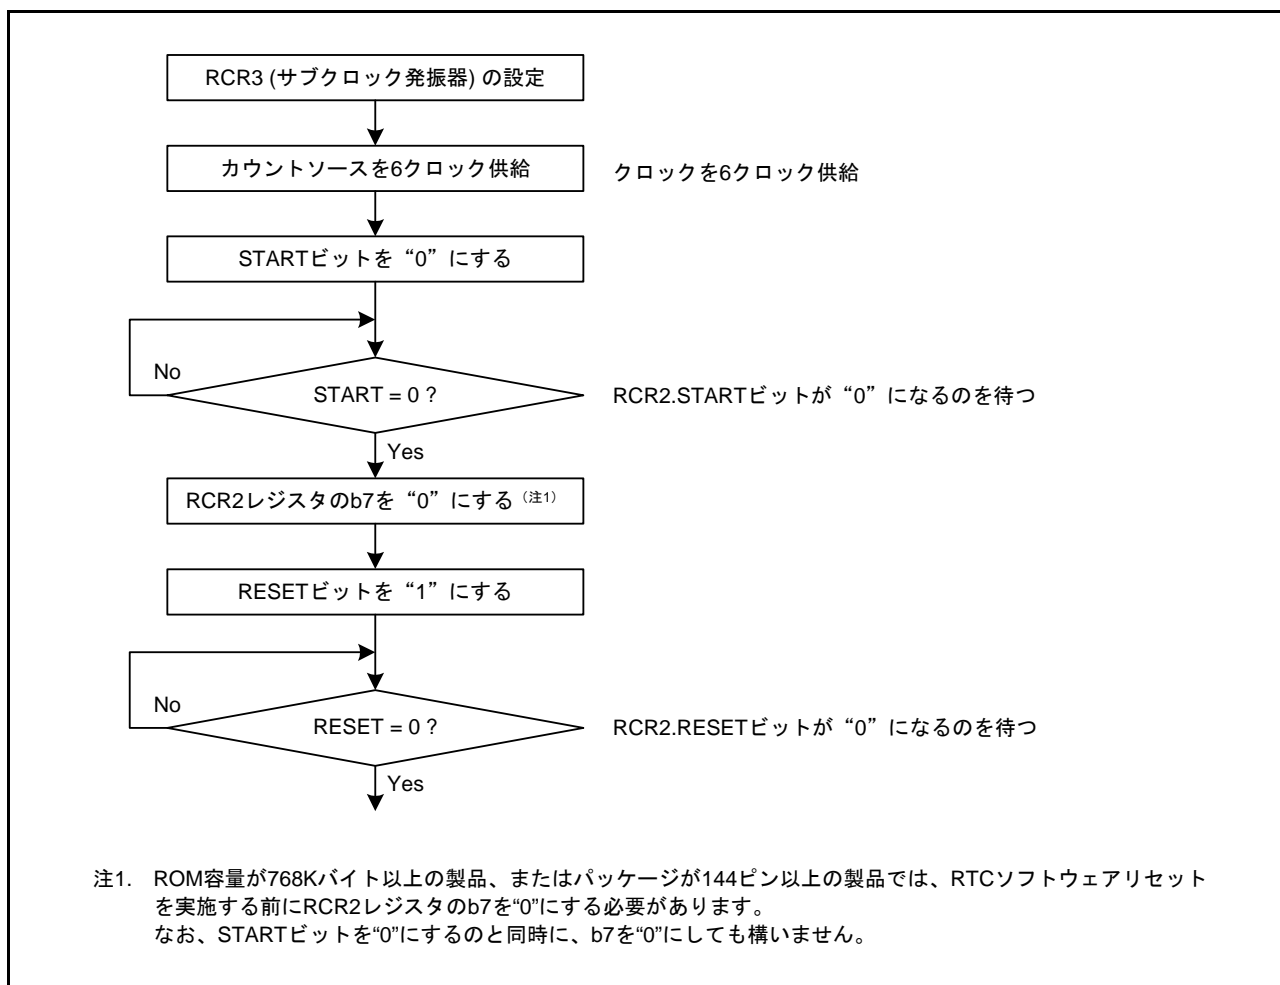 RCR3 (サブクロック発振器) の設定
カウントソースを6クロック供給
クロックを6クロック供給
STARTビットを“0”にする
No
START = 0 ?
RCR2.STARTビットが“0”になるのを待つ
Yes
RCR2レジスタのb7を“0”にする（注1）
RESETビットを“1”にする
No
RESET = 0 ?
RCR2.RESETビットが“0”になるのを待つ
Yes
注1. ROM容量が768Kバイト以上の製品、またはパッケージが144ピン以上の製品では、RTCソフトウェアリセット
を実施する前にRCR2レジスタのb7を“0”にする必要があります。
なお、STARTビットを“0”にするのと同時に、b7を“0”にしても構いません。